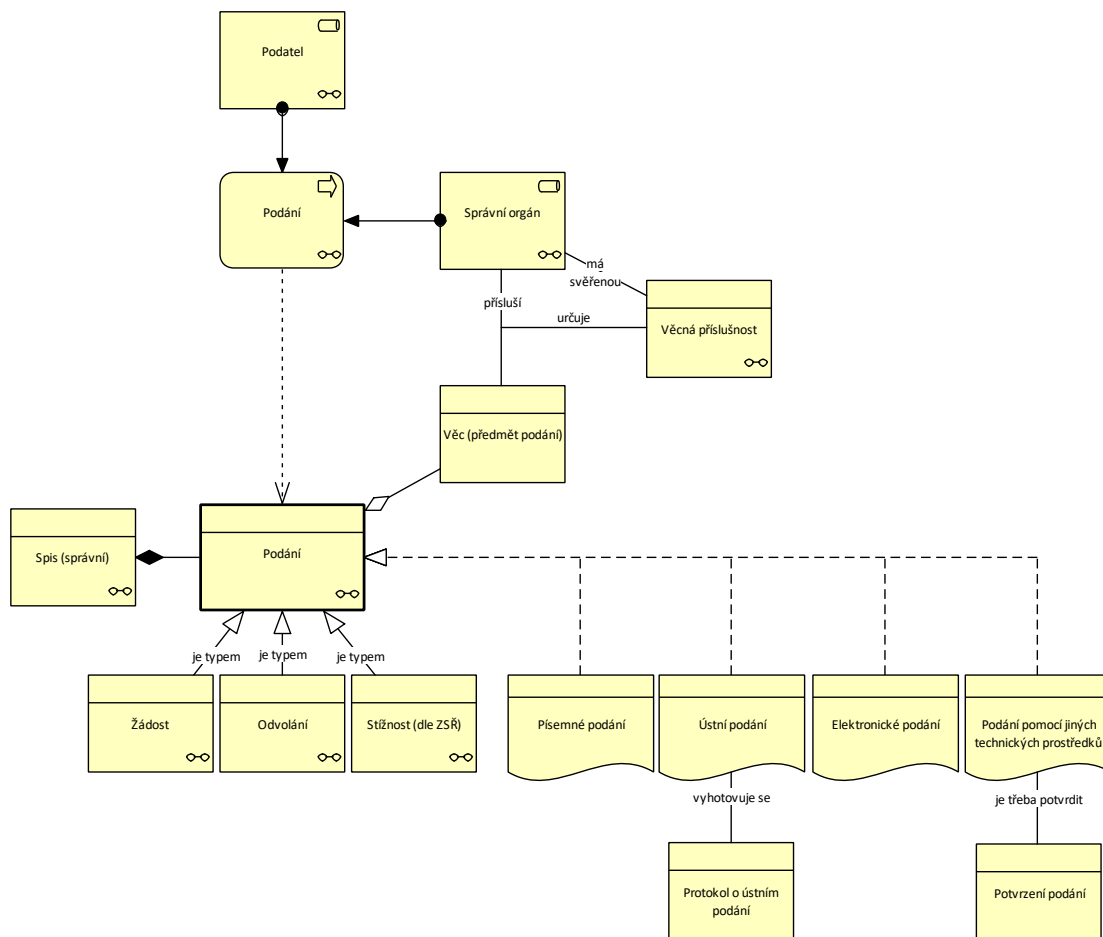 Podatel
Podání
Správní orgán
má
svěřenou
přísluší
určuje
Věcná příslušnost
Věc (předmět podání)
Spis (správní)
Podání
je typem
je typem
je typem
Žádost
Odvolání
Stížnost (dle ZSŘ)
Písemné podání
Ústní podání
Elektronické podání
Podání pomocí jiných
technických prostředků
vyhotovuje se
je třeba potvrdit
Protokol o ústním
podání
Potvrzení podání